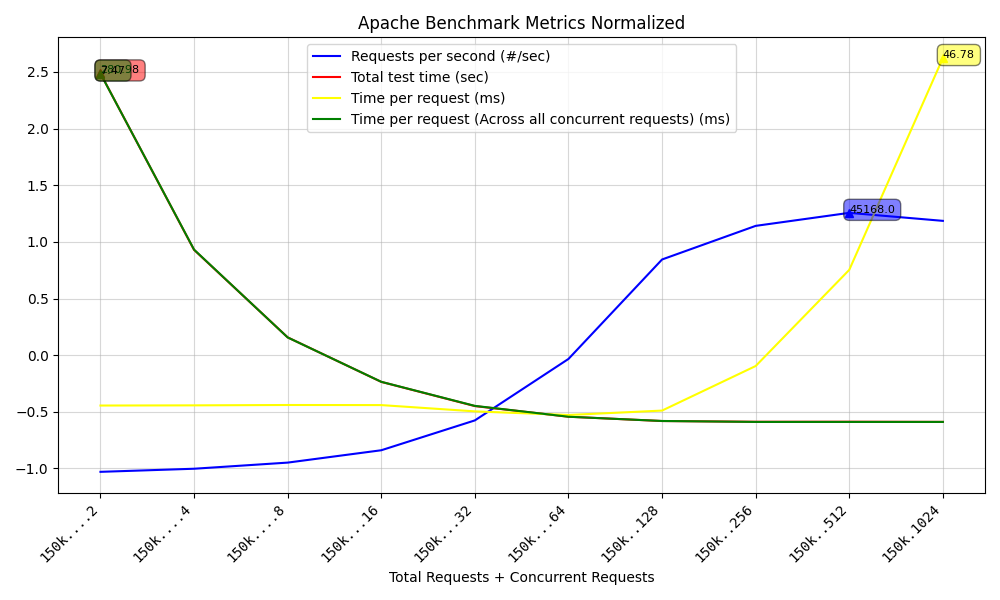 Apache Benchmark Metrics Normalized
Requests per second (#/sec)
Total test time (sec)
Time per request (ms)
Time per request (Across all concurrent requests) (ms)
46.78
45168.0
2.5
2.0
1.5
1.0
0.5
0.0
−0.5
−1.0
150k....2
150k....4
150k....8
150k...16
150k...32
150k...64
150k..128
150k..256
150k..512
150k.1024
Total Requests + Concurrent Requests